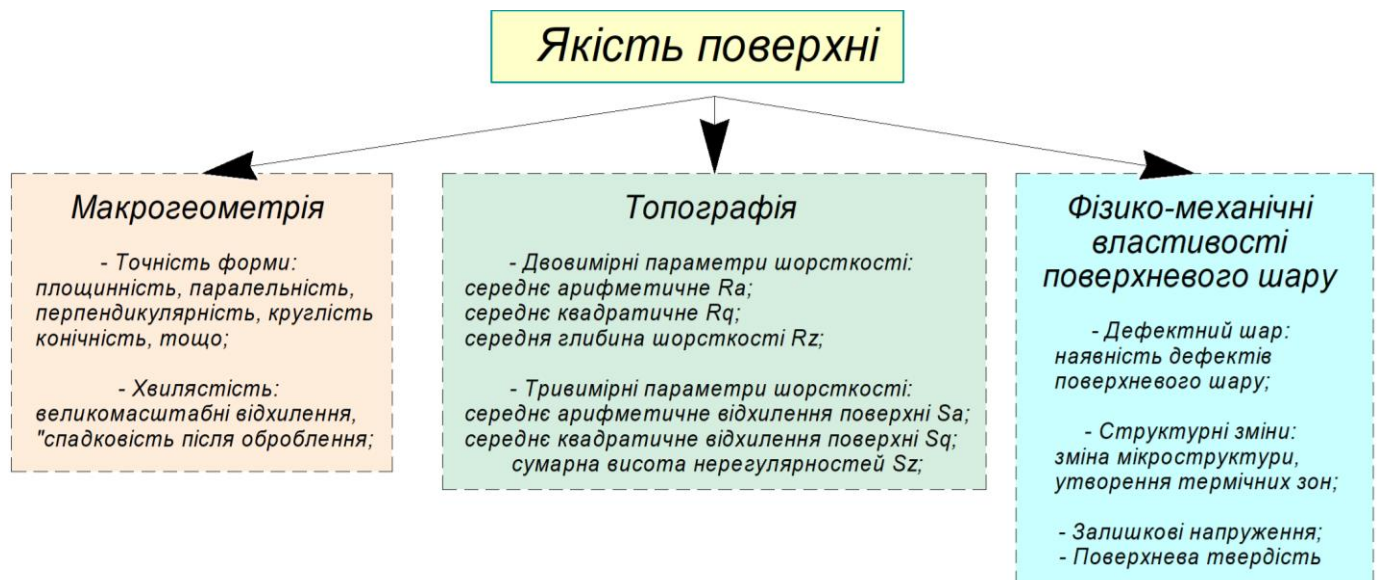 Якість поверхні
Макрогеометрія
- Точність форми:
площинність, паралельність,
перпендикулярність, круглість
конічність, тощо;
- Хвилястість:
великомасштабні відхилення,
"спадковість після оброблення;
Топографія
- Двовимірні параметри шорсткості:
середнє арифметичне Ra;
середнє квадратичне Rq;
середня глибина шорсткості Rz;
- Тривимірні параметри шорсткості:
середнє арифметичне відхилення поверхні Sa;
середнє квадратичне відхилення поверхні Sq;
сумарна висота нерегулярностей Sz;
Фізико-механічні
властивості
поверхневого шару
- Дефектний шар:
наявність дефектів
поверхневого шару;
- Структурні зміни:
зміна мікроструктури,
утворення термічних зон;
- Залишкові напруження;
- Поверхнева твердість